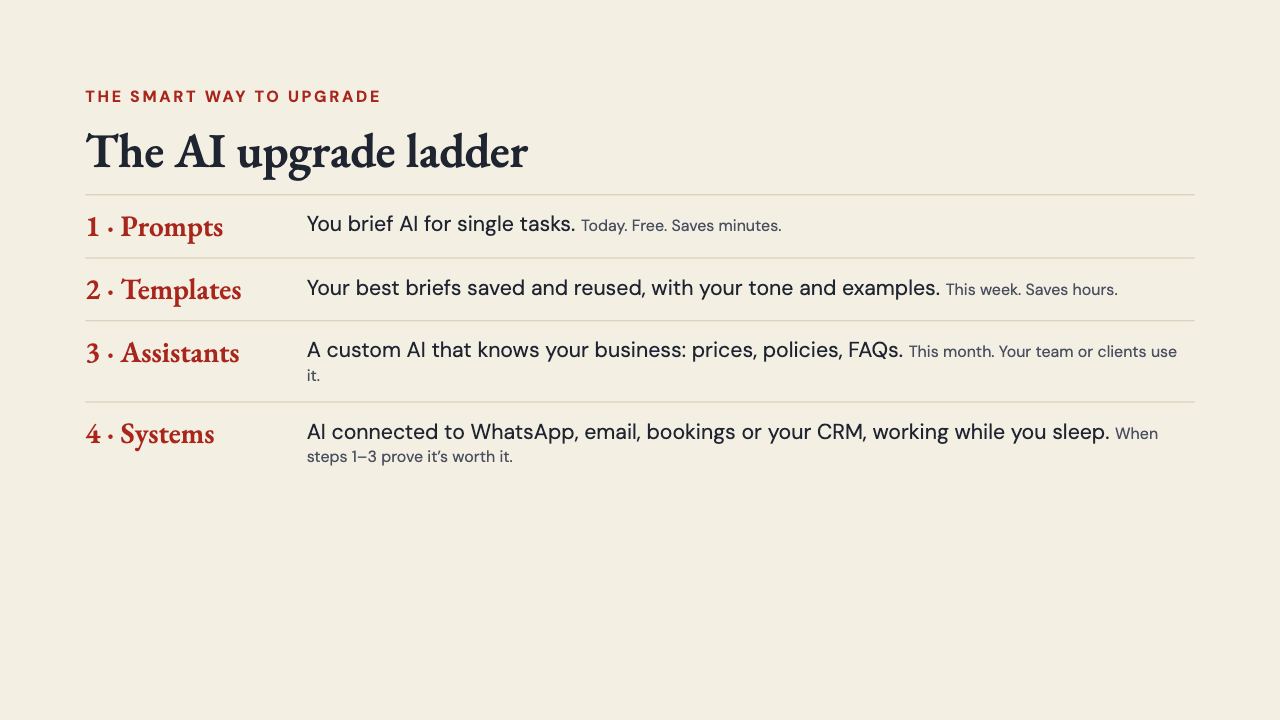 THE SMART WAY TO UPGRADE
The AI upgrade ladder
1 · Prompts
You brief AI for single tasks. Today. Free. Saves minutes.
2 · Templates
Your best briefs saved and reused, with your tone and examples. This week. Saves hours.
3 · Assistants
A custom AI that knows your business: prices, policies, FAQs. This month. Your team or clients use
it.
4 · Systems
AI connected to WhatsApp, email, bookings or your CRM, working while you sleep. When
steps 1–3 prove it’s worth it.